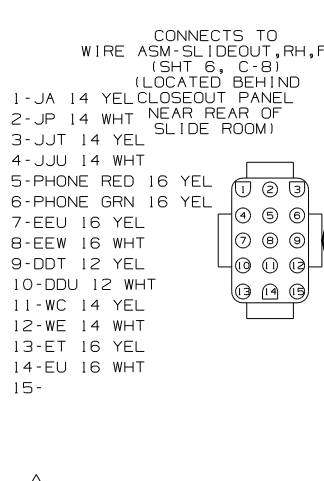 CONNECTS TO
WIRE ASM-SLIDEOUT,RH,F
(SHT 6, C-8)
(LOCATED BEHIND
CLOSEOUT PANEL
NEAR REAR OF
SLIDE ROOM)
1-JA 14 YEL
2-JP 14 WHT
3-JJT 14 YEL
4-JJU 14 WHT
5-PHONE RED 16 YEL
6-PHONE GRN 16 YEL
7-EEU 16 YEL
8-EEW 16 WHT
9-DDT 12 YEL
10-DDU 12 WHT
11-WC 14 YEL
12-WE 14 WHT
13-ET 16 YEL
14-EU 16 WHT
15-
1 2 3
4 5 6
7 8 9
10 11 12
13 14 15